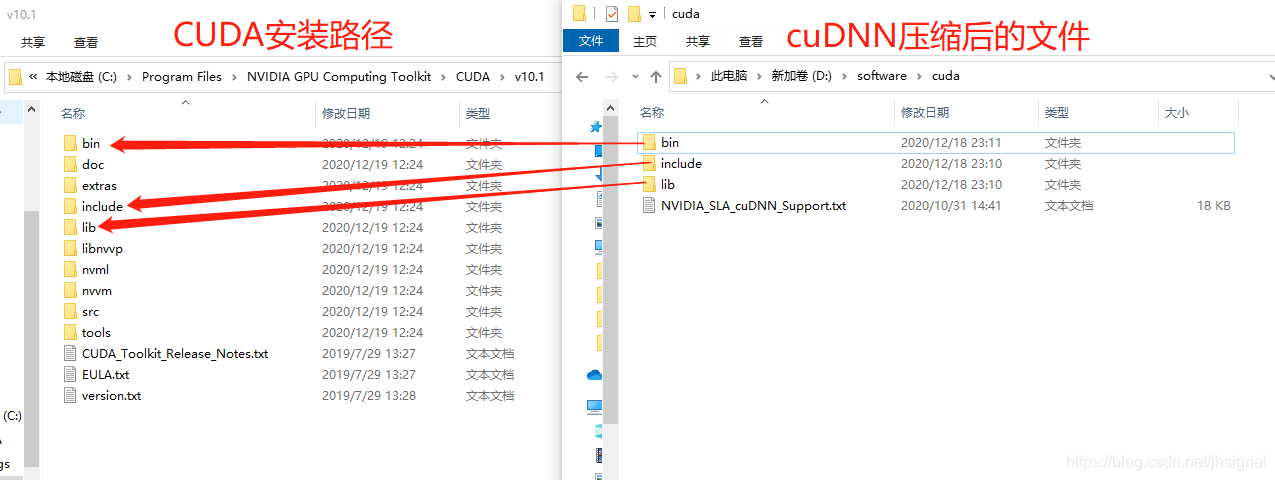 v10.1
共享 查看
CUDA安装路径
« 本地磁盘 (C:) › Program Files › NVIDIA GPU Computing Toolkit › CUDA › v10.1
名称 修改日期 类型
bin 2020/12/19 12:24 文件夹
doc 2020/12/19 12:24 文件夹
extras 2020/12/19 12:24 文件夹
include 2020/12/19 12:24 文件夹
lib 2020/12/19 12:24 文件夹
libnvvp 2020/12/19 12:24 文件夹
nvml 2020/12/19 12:24 文件夹
nvvm 2020/12/19 12:24 文件夹
src 2020/12/19 12:24 文件夹
tools 2020/12/19 12:24 文件夹
CUDA_Toolkit_Release_Notes.txt 2019/7/29 13:27 文本文档
EULA.txt 2019/7/29 13:27 文本文档
version.txt 2019/7/29 13:28 文本文档
(C:)
gs
cuda
文件 主页 共享 查看
cuDNN压缩后的文件
› 此电脑 › 新加卷 (D:) › software › cuda
名称 修改日期 类型 大小
bin 2020/12/18 23:11 文件夹
include 2020/12/18 23:10 文件夹
lib 2020/12/18 23:10 文件夹
NVIDIA_SLA_cuDNN_Support.txt 2020/10/31 14:41 文本文档 18 KB
https://blog.csdn.net/jhsignal